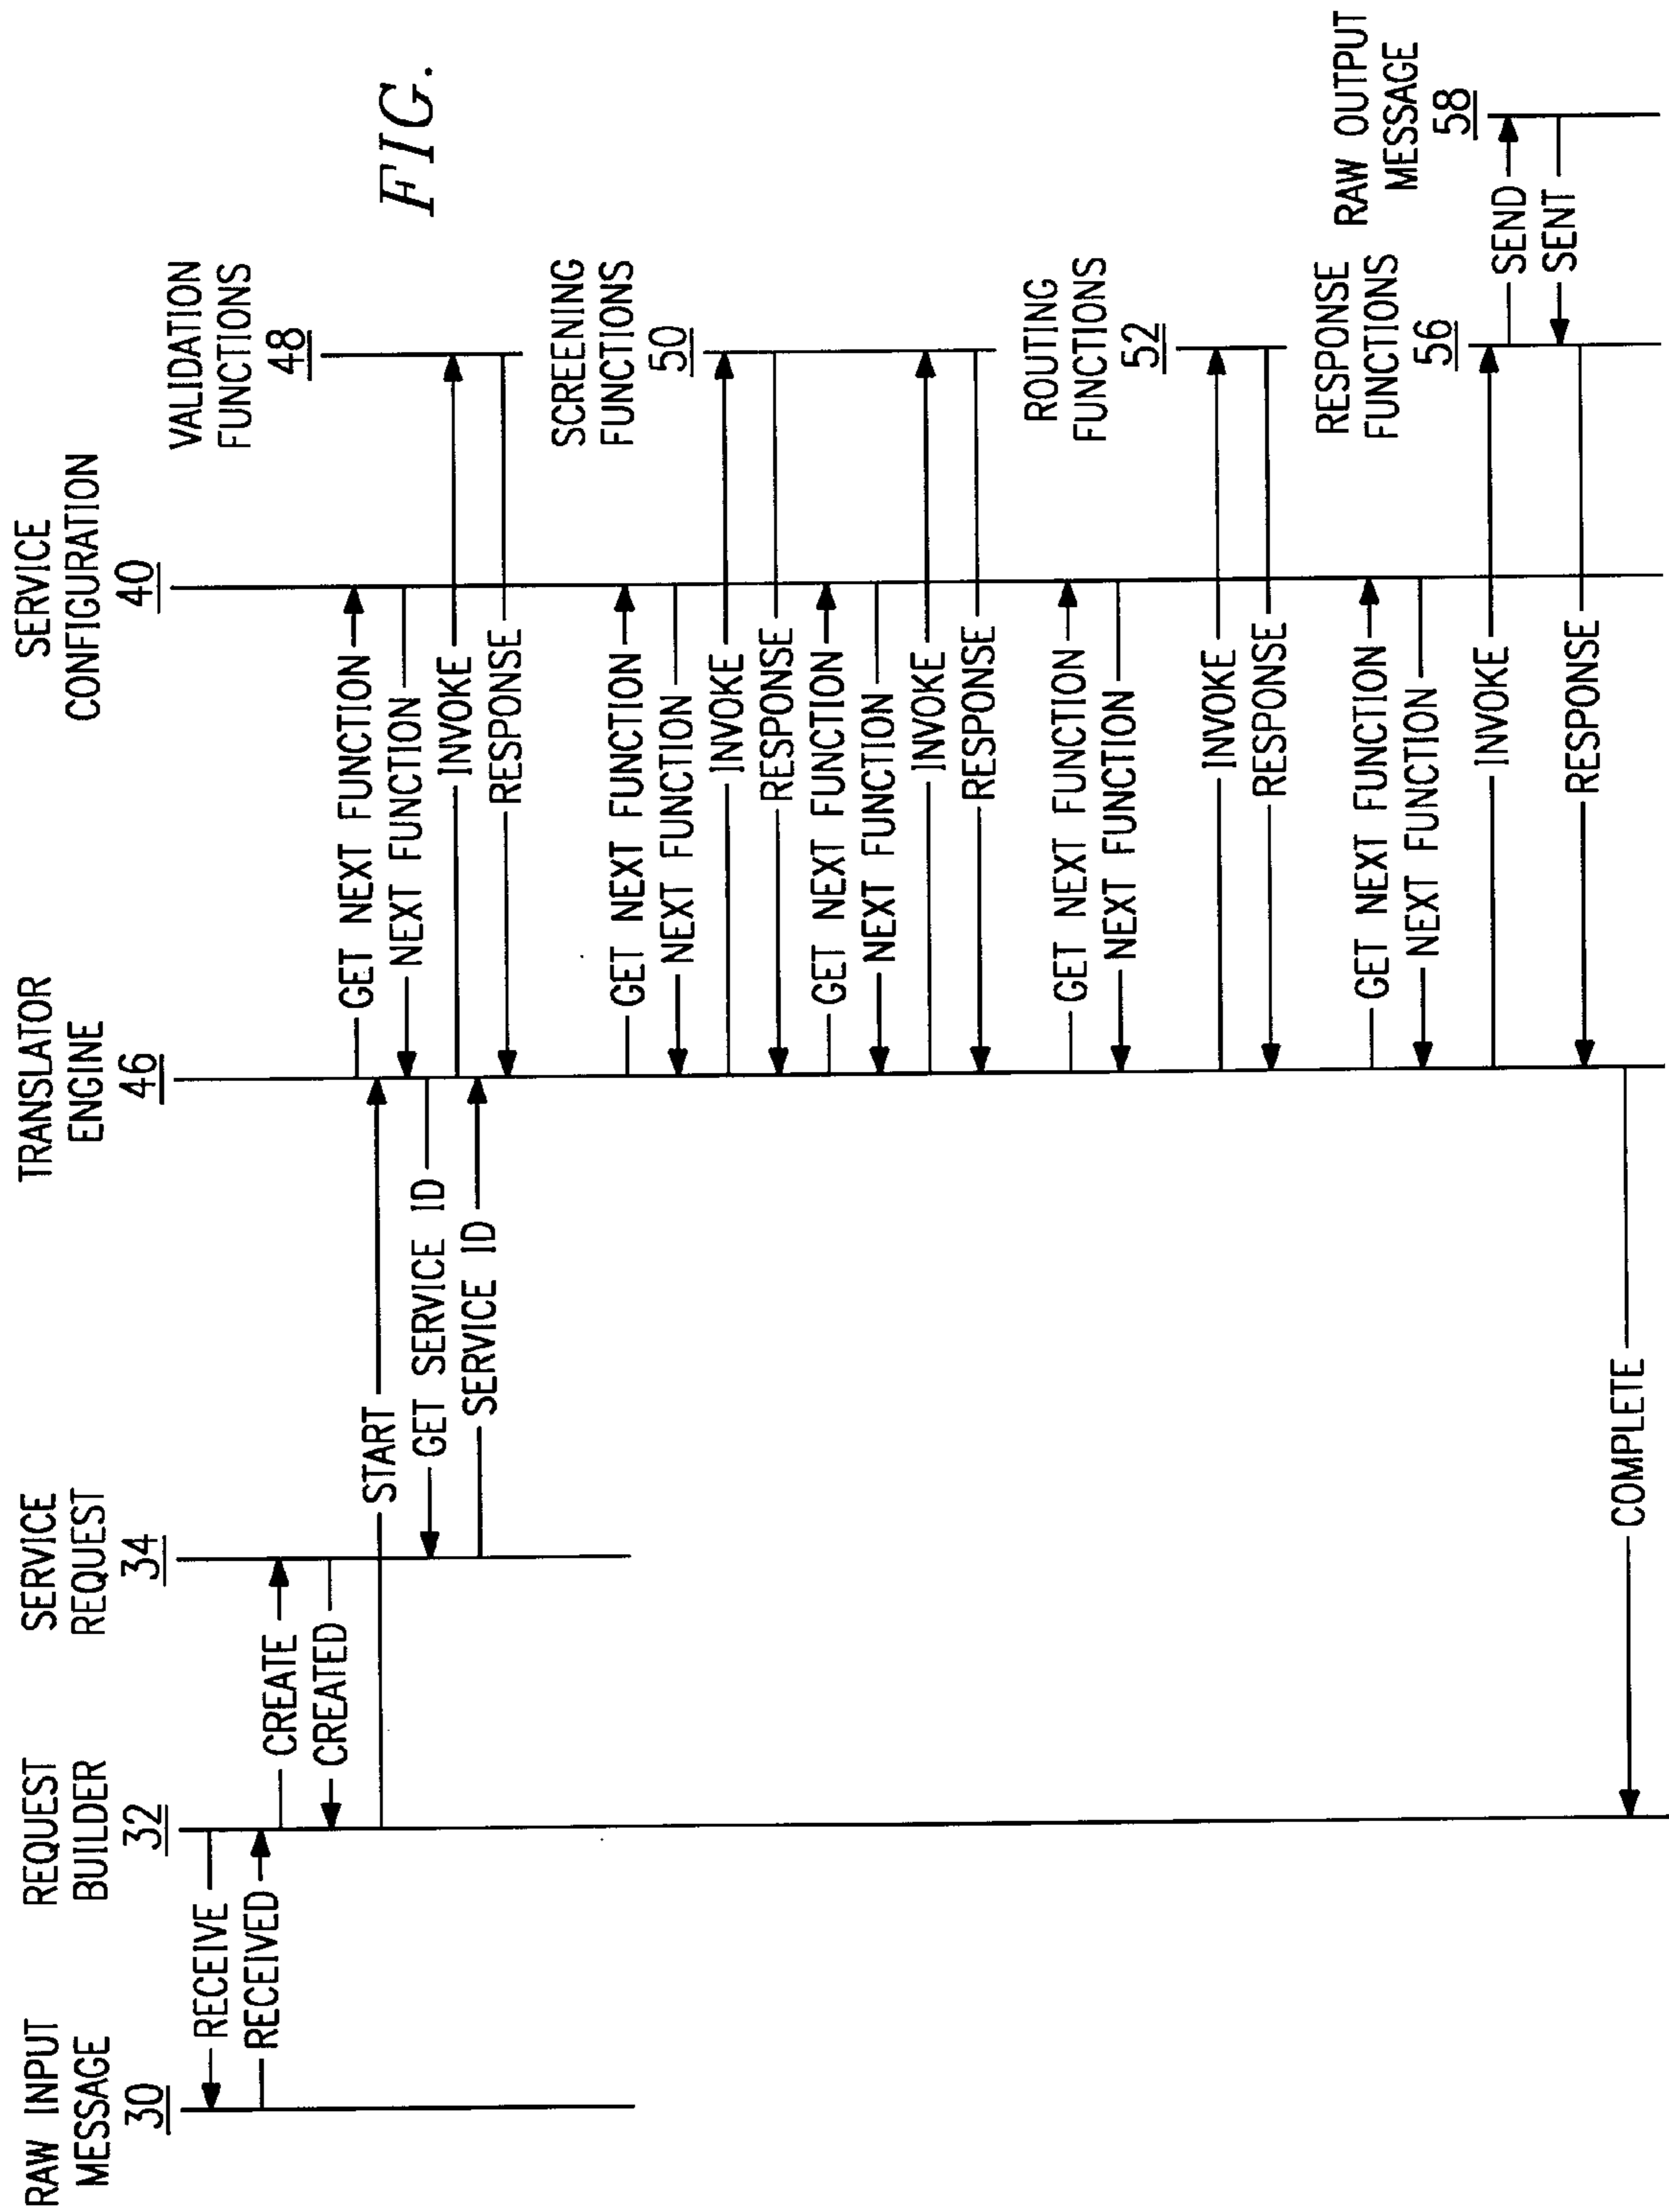 RAW INPUT
MESSAGE
30
REQUEST
BUILDER
32
SERVICE
REQUEST
34
TRANSLATOR
ENGINE
46
SERVICE
CONFIGURATION
40
RECEIVE
RECEIVED
CREATE
CREATED
START
GET SERVICE ID
SERVICE ID
VALIDATION
FUNCTIONS
48
GET NEXT FUNCTION
NEXT FUNCTION
INVOKE
RESPONSE
FIG.
SCREENING
FUNCTIONS
50
GET NEXT FUNCTION
NEXT FUNCTION
INVOKE
RESPONSE
GET NEXT FUNCTION
NEXT FUNCTION
INVOKE
RESPONSE
ROUTING
FUNCTIONS
52
GET NEXT FUNCTION
NEXT FUNCTION
INVOKE
RESPONSE
RESPONSE
FUNCTIONS
56
RAW OUTPUT
MESSAGE
58
GET NEXT FUNCTION
NEXT FUNCTION
INVOKE
SEND
SENT
RESPONSE
COMPLETE